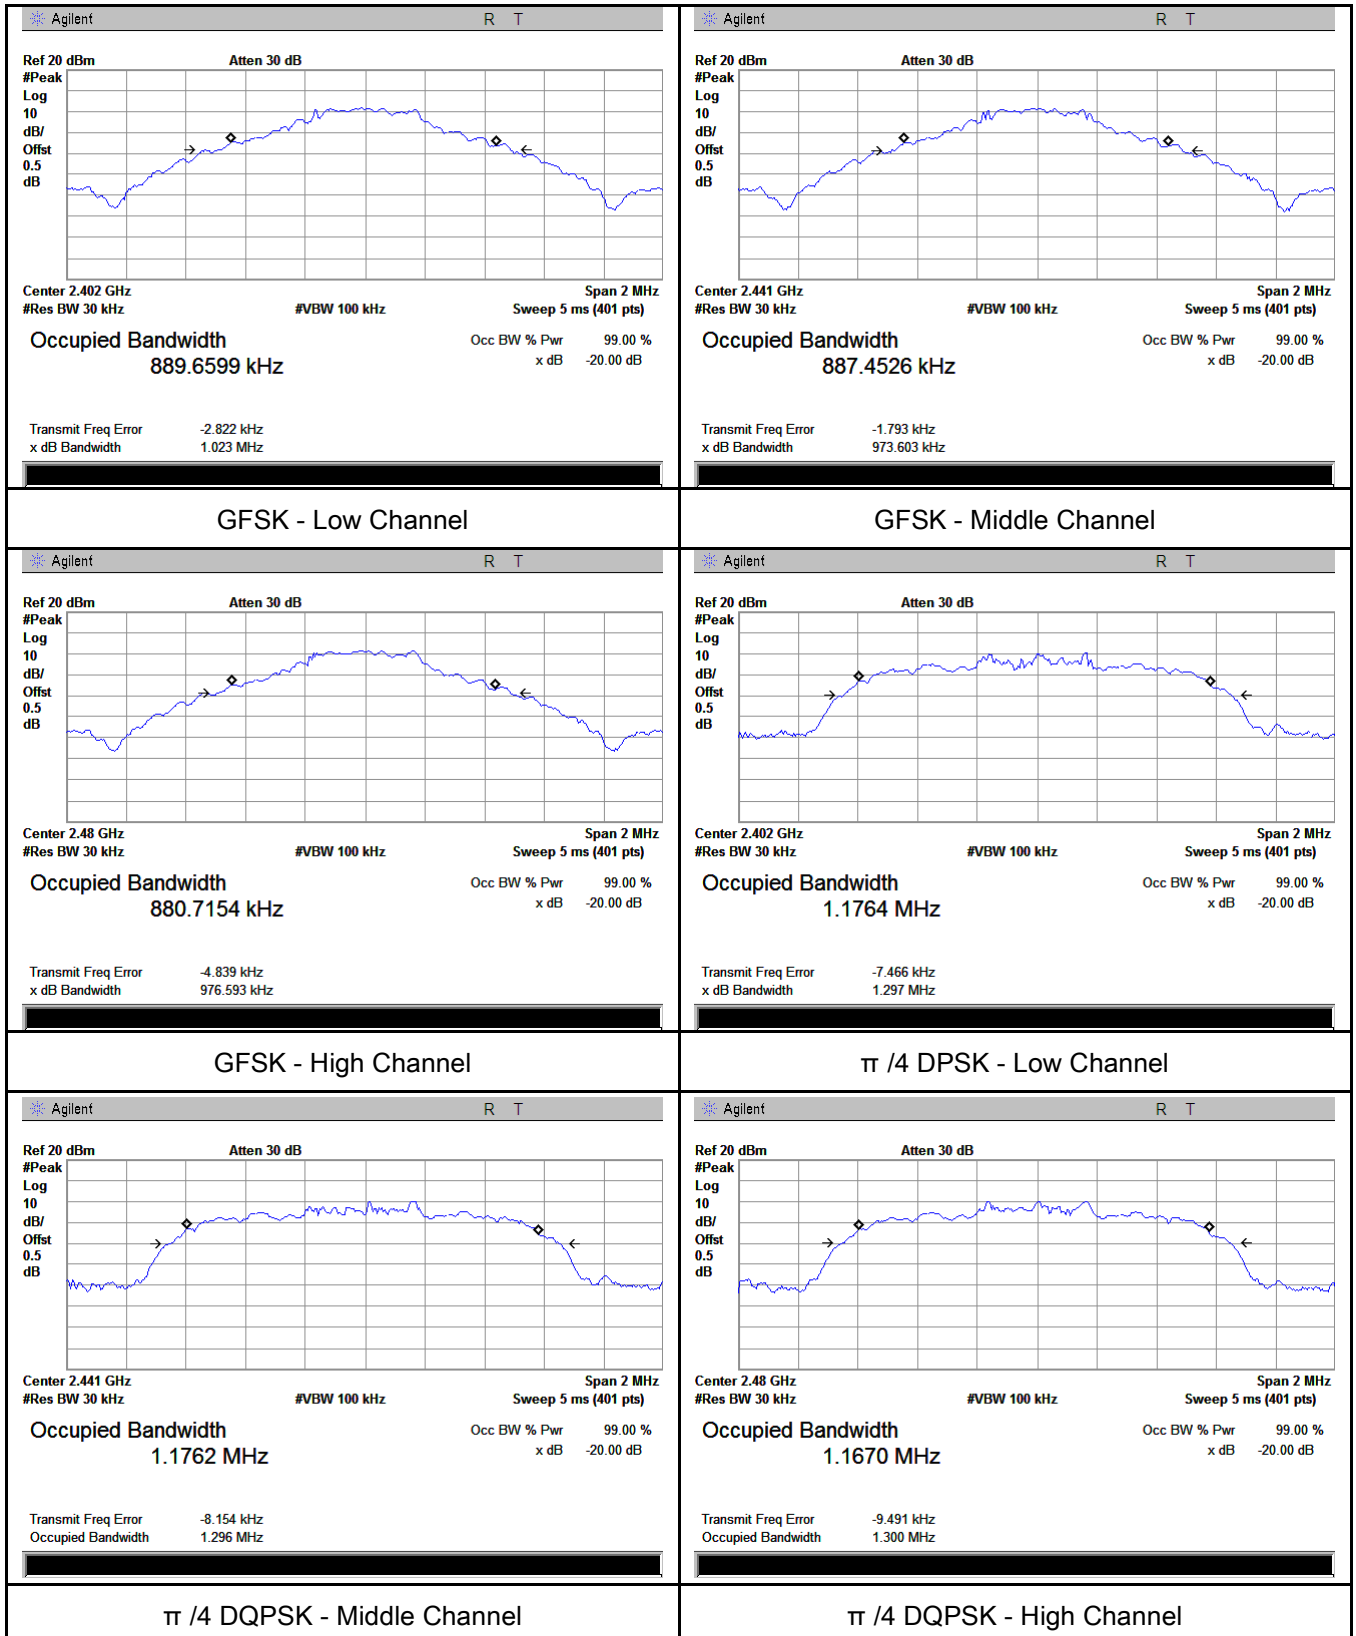 Agilent R T
Ref 20 dBm Atten 30 dB
#Peak
Log
10
dB/
Offst
0.5
dB
Center 2.402 GHz Span 2 MHz
#Res BW 30 kHz #VBW 100 kHz Sweep 5 ms (401 pts)
Occupied Bandwidth Occ BW % Pwr 99.00 %
889.6599 kHz x dB -20.00 dB
Transmit Freq Error -2.822 kHz
x dB Bandwidth 1.023 MHz
GFSK - Low Channel
Agilent R T
Ref 20 dBm Atten 30 dB
#Peak
Log
10
dB/
Offst
0.5
dB
Center 2.441 GHz Span 2 MHz
#Res BW 30 kHz #VBW 100 kHz Sweep 5 ms (401 pts)
Occupied Bandwidth Occ BW % Pwr 99.00 %
887.4526 kHz x dB -20.00 dB
Transmit Freq Error -1.793 kHz
x dB Bandwidth 973.603 kHz
GFSK - Middle Channel
Agilent R T
Ref 20 dBm Atten 30 dB
#Peak
Log
10
dB/
Offst
0.5
dB
Center 2.48 GHz Span 2 MHz
#Res BW 30 kHz #VBW 100 kHz Sweep 5 ms (401 pts)
Occupied Bandwidth Occ BW % Pwr 99.00 %
880.7154 kHz x dB -20.00 dB
Transmit Freq Error -4.839 kHz
x dB Bandwidth 976.593 kHz
GFSK - High Channel
Agilent R T
Ref 20 dBm Atten 30 dB
#Peak
Log
10
dB/
Offst
0.5
dB
Center 2.402 GHz Span 2 MHz
#Res BW 30 kHz #VBW 100 kHz Sweep 5 ms (401 pts)
Occupied Bandwidth Occ BW % Pwr 99.00 %
1.1764 MHz x dB -20.00 dB
Transmit Freq Error -7.466 kHz
x dB Bandwidth 1.297 MHz
π /4 DPSK - Low Channel
Agilent R T
Ref 20 dBm Atten 30 dB
#Peak
Log
10
dB/
Offst
0.5
dB
Center 2.441 GHz Span 2 MHz
#Res BW 30 kHz #VBW 100 kHz Sweep 5 ms (401 pts)
Occupied Bandwidth Occ BW % Pwr 99.00 %
1.1762 MHz x dB -20.00 dB
Transmit Freq Error -8.154 kHz
Occupied Bandwidth 1.296 MHz
π /4 DQPSK - Middle Channel
Agilent R T
Ref 20 dBm Atten 30 dB
#Peak
Log
10
dB/
Offst
0.5
dB
Center 2.48 GHz Span 2 MHz
#Res BW 30 kHz #VBW 100 kHz Sweep 5 ms (401 pts)
Occupied Bandwidth Occ BW % Pwr 99.00 %
1.1670 MHz x dB -20.00 dB
Transmit Freq Error -9.491 kHz
Occupied Bandwidth 1.300 MHz
π /4 DQPSK - High Channel